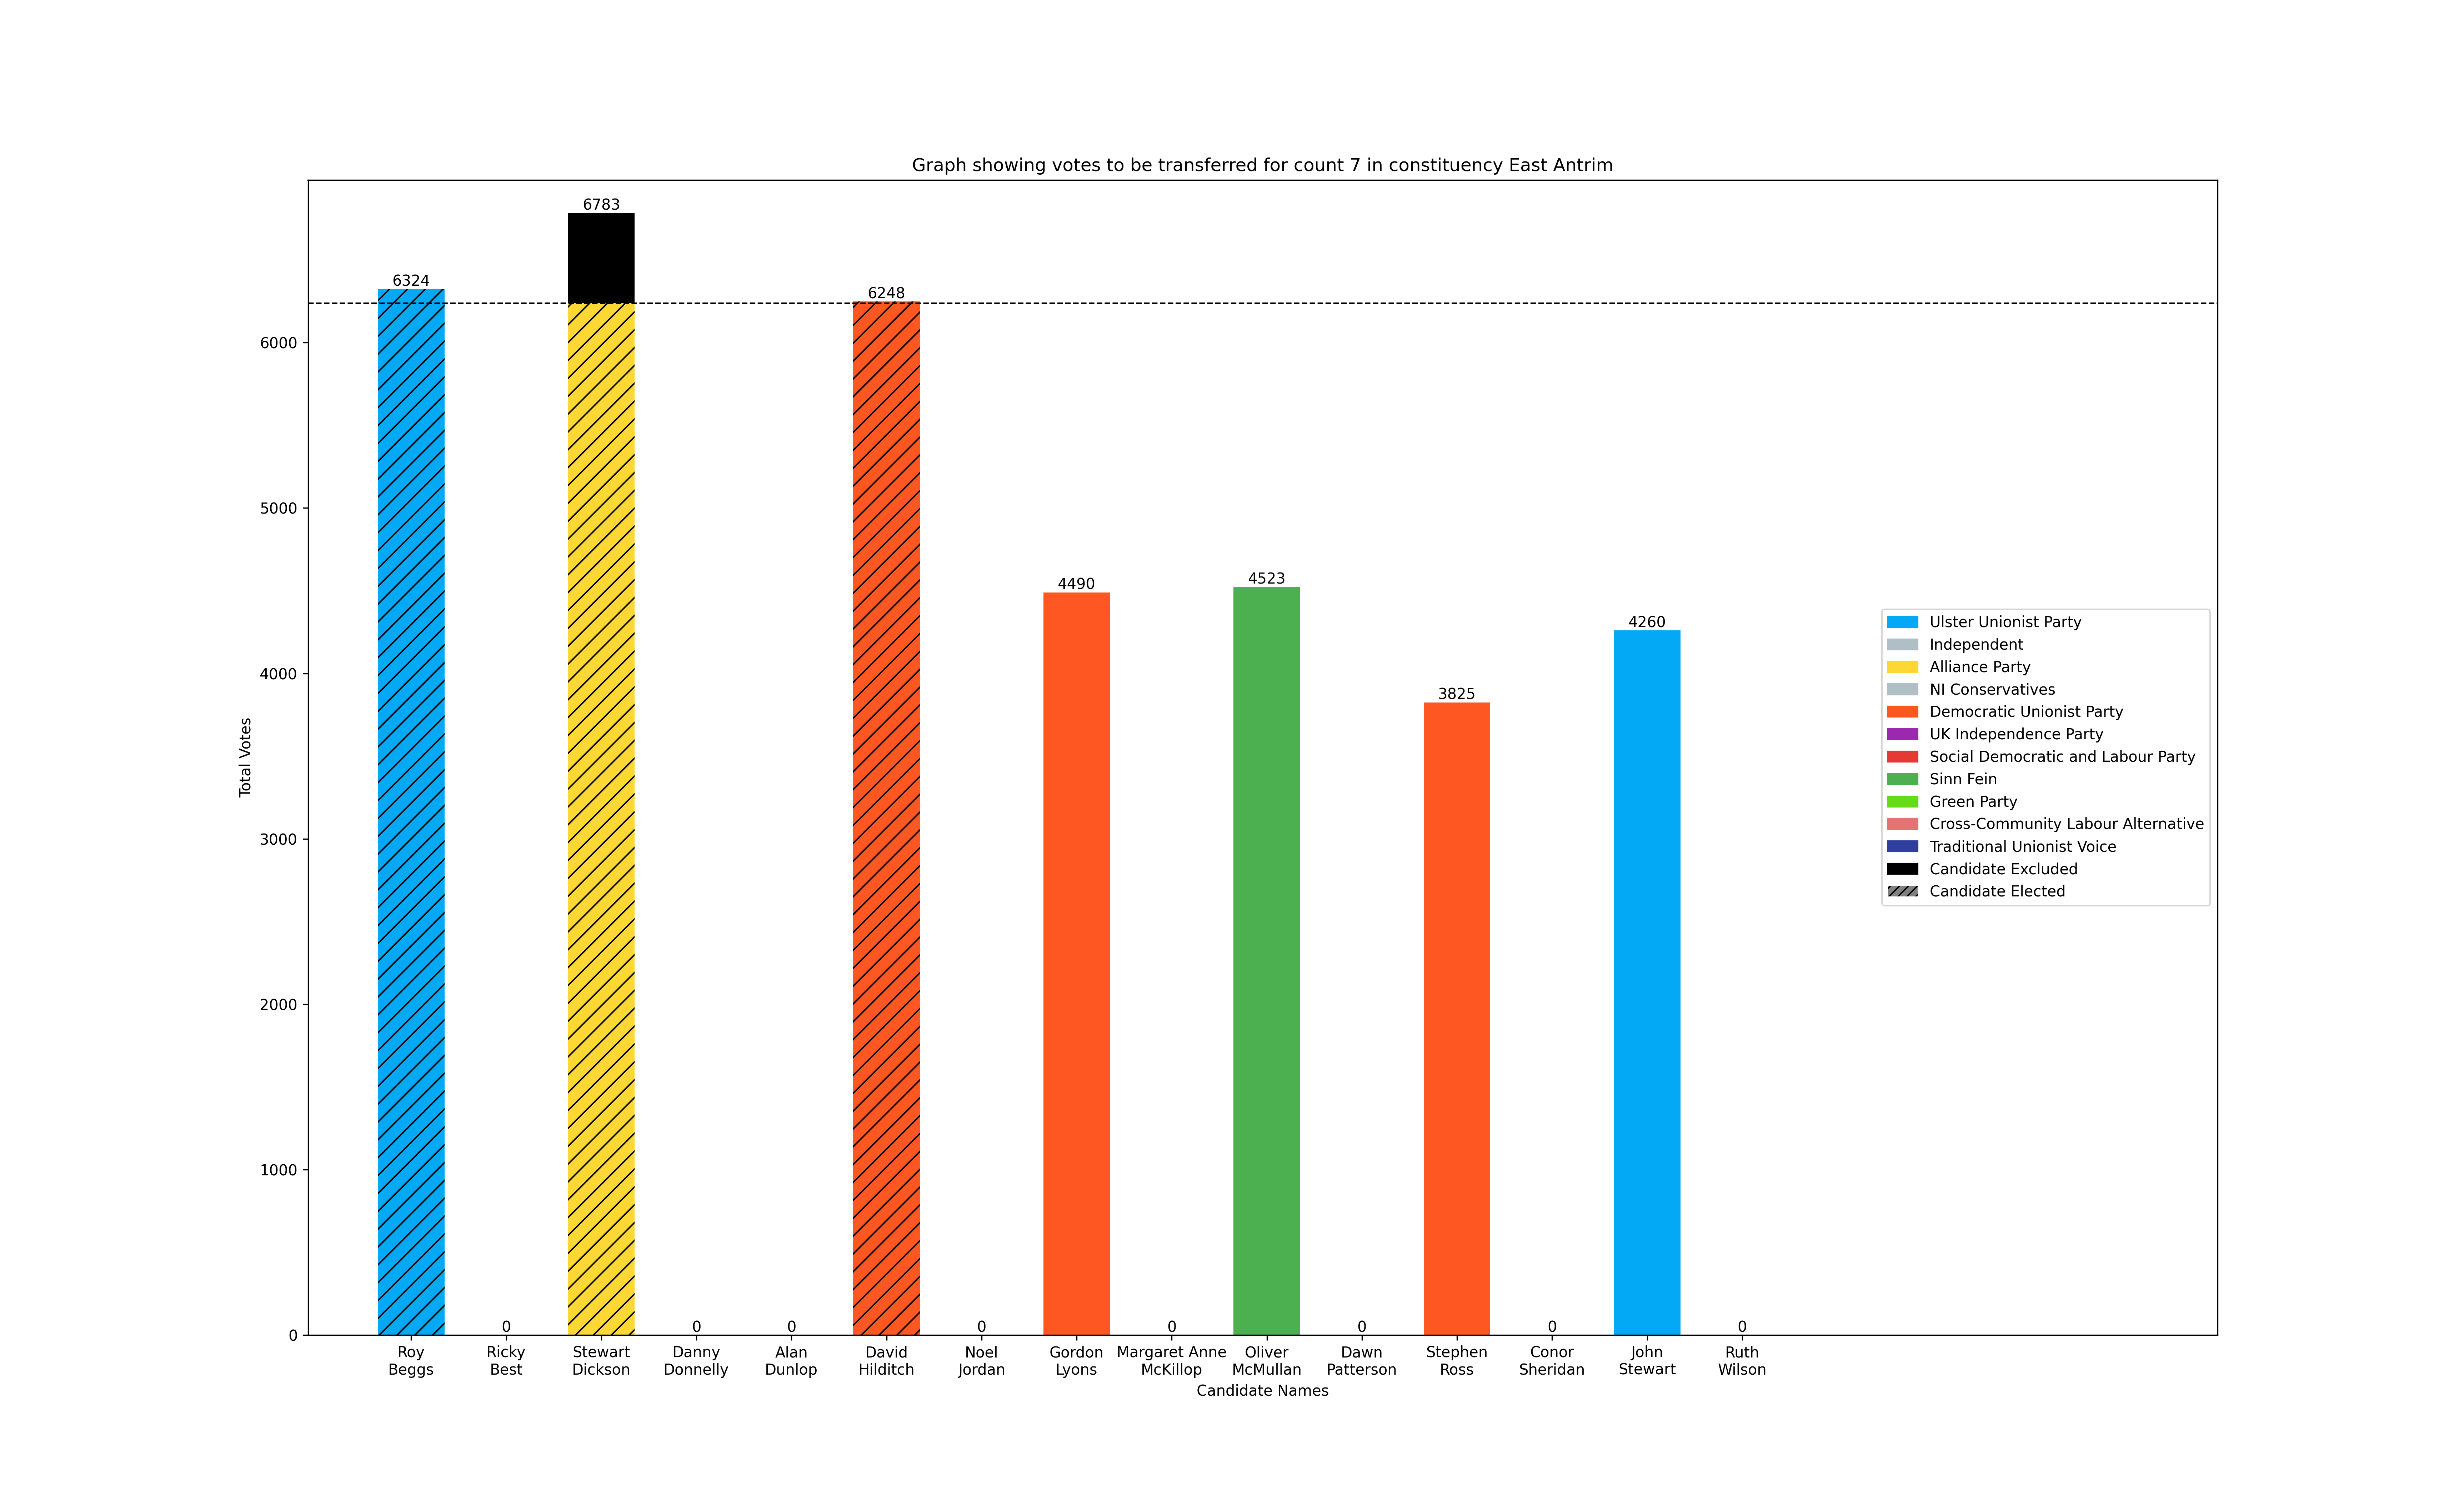 Graph showing votes to be transferred for count 7 in constituency East Antrim
Total Votes
6000
5000
4000
3000
2000
1000
0
6324
0
6783
0
0
6248
0
4490
0
4523
0
3825
0
4260
0
Roy
Beggs
Ricky
Best
Stewart
Dickson
Danny
Donnelly
Alan
Dunlop
David
Hilditch
Noel
Jordan
Gordon
Lyons
Margaret Anne
McKillop
Oliver
McMullan
Dawn
Patterson
Stephen
Ross
Conor
Sheridan
John
Stewart
Ruth
Wilson
Candidate Names
Ulster Unionist Party
Independent
Alliance Party
NI Conservatives
Democratic Unionist Party
UK Independence Party
Social Democratic and Labour Party
Sinn Fein
Green Party
Cross-Community Labour Alternative
Traditional Unionist Voice
Candidate Excluded
Candidate Elected